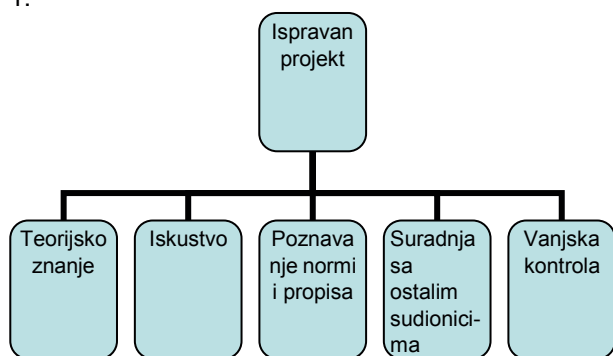 1.
Ispravan
projekt
Teorijsko
znanje
Iskustvo
Poznava
nje normi
i propisa
Suradnja
sa
ostalim
sudionici-
ma
Vanjska
kontrola